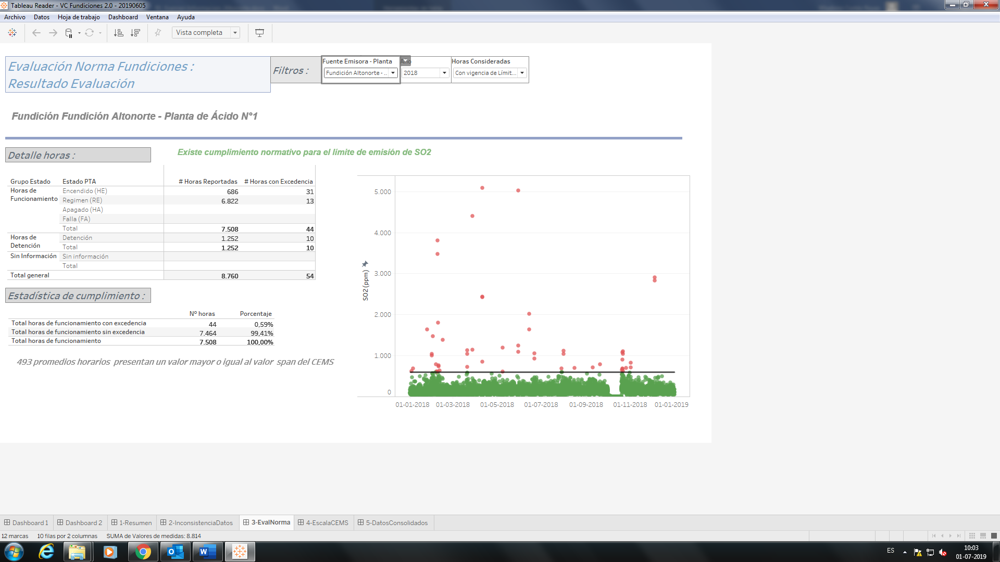 Tableau Reader - VC Fundiciones 2.0 - 20190605
Archivo Datos Hoja de trabajo Dashboard Ventana Ayuda
Vista completa
Evaluación Norma Fundiciones :
Resultado Evaluación
Filtros :
Fuente Emisora - Planta
Fundición Altonorte - ..
Año
2018
Horas Consideradas
Con vigencia de Límit...
Fundición Fundición Altonorte - Planta de Ácido N°1
Detalle horas :
Existe cumplimiento normativo para el límite de emisión de SO2
Grupo Estado Estado PTA # Horas Reportadas # Horas con Excedencia
Horas de Funcionamiento Encendido (HE) 686 31
Regimen (RE) 6.822 13
Apagado (HA)
Falla (FA)
Total 7.508 44
Horas de Detención Detención 1.252 10
Total 1.252 10
Sin Información Sin información
Total
Total general 8.760 54
Estadística de cumplimiento :
Nº horas Porcentaje
Total horas de funcionamiento con excedencia 44 0,59%
Total horas de funcionamiento sin excedencia 7.464 99,41%
Total horas de funcionamiento 7.508 100,00%
493 promedios horarios presentan un valor mayor o igual al valor span del CEMS
SO2 (ppm)
5.000
4.000
3.000
2.000
1.000
0
01-01-2018 01-03-2018 01-05-2018 01-07-2018 01-09-2018 01-11-2018 01-01-2019
Dashboard 1 Dashboard 2 1-Resumen 2-InconsistenciaDatos 3-EvalNorma 4-EscalaCEMS 5-DatosConsolidados
12 marcas 10 filas por 2 columnas SUMA de Valores de medidas: 8.814
ES
10:03
01-07-2019